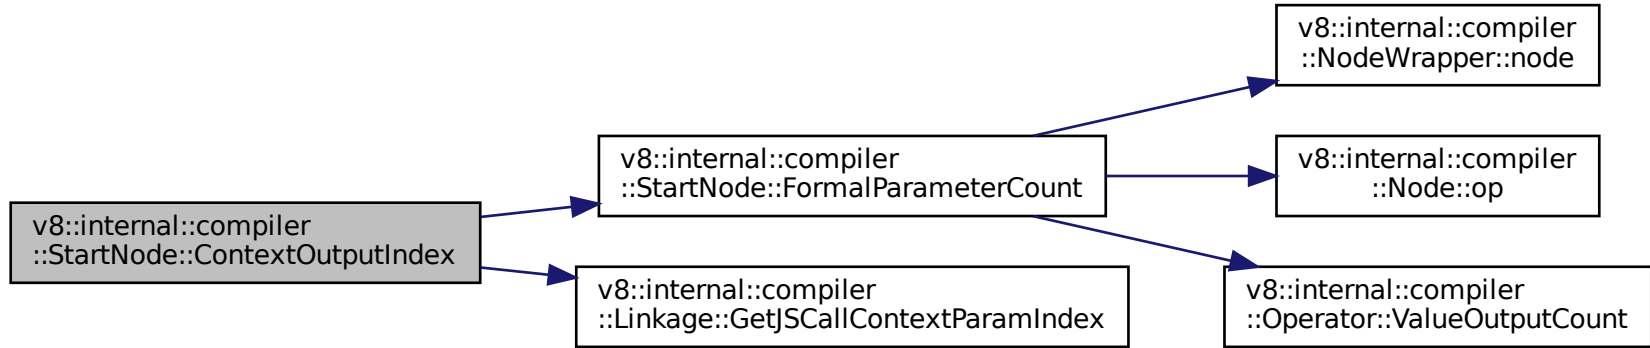 v8::internal::compiler
::StartNode::ContextOutputIndex
v8::internal::compiler
::StartNode::FormalParameterCount
v8::internal::compiler
::Linkage::GetJSCallContextParamIndex
v8::internal::compiler
::NodeWrapper::node
v8::internal::compiler
::Node::op
v8::internal::compiler
::Operator::ValueOutputCount